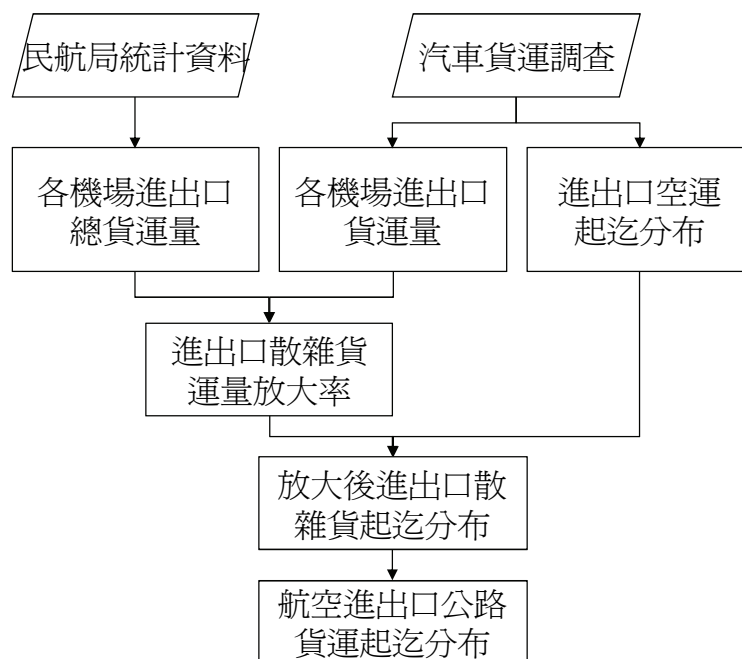 民航局統計資料
汽車貨運調查
各機場進出口
總貨運量
各機場進出口
貨運量
進出口空運
起迄分布
進出口散雜貨
運量放大率
放大後進出口散
雜貨起迄分布
航空進出口公路
貨運起迄分布